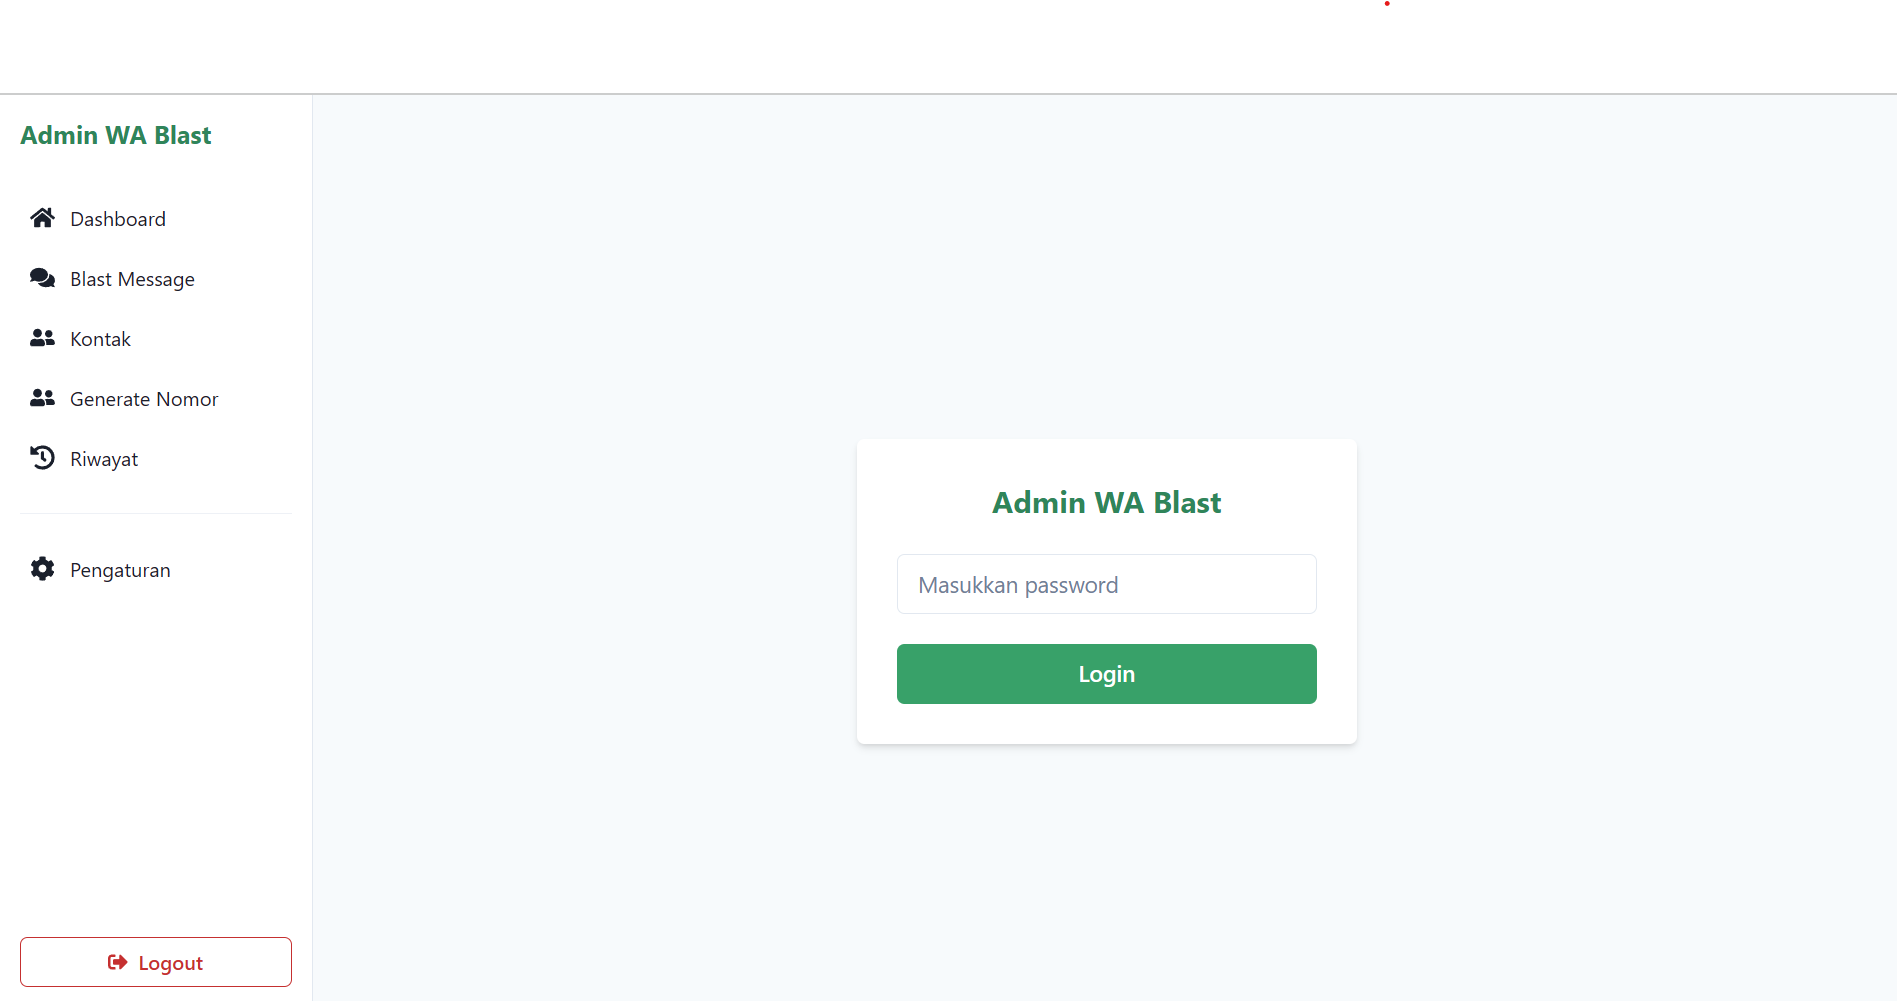 Admin WA Blast
Dashboard
Blast Message
Kontak
Generate Nomor
Riwayat
Pengaturan
Logout
Admin WA Blast
Masukkan password
Login